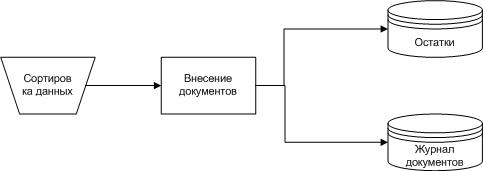 Сортиров
ка данных
Внесение
документов
Остатки
Журнал
документов